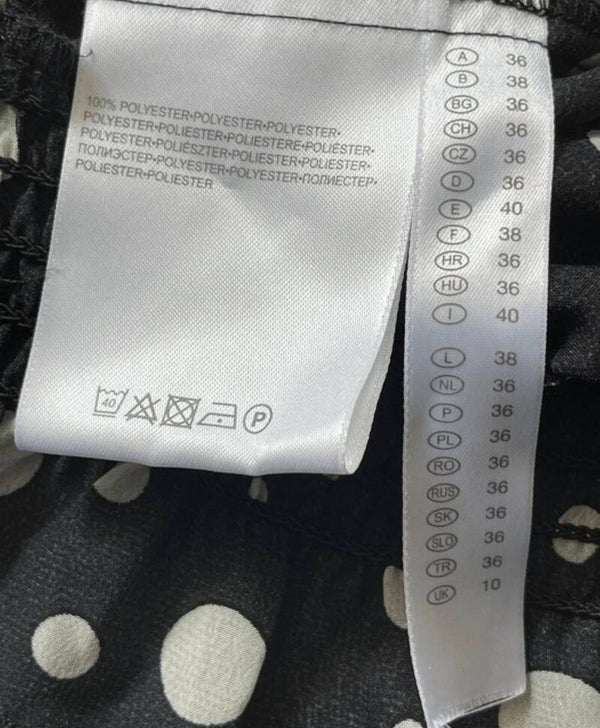 100% POLYESTER•POLYESTER•POLYESTER•
POLYESTER•POLIESTER•POLIESTERE•POLIÉSTER•
POLYESTER•POLIÉSZTER•POLIESTER•POLIESTER•
ПОЛИЭСТЕР•POLYESTER•POLYESTER•ПОЛИЕСТЕР•
POLIESTER•POLIESTER
40 P
A 36
B 38
BG 36
CH 36
CZ 36
D 36
E 40
F 38
HR 36
HU 36
I 40
L 38
NL 36
P 36
PL 36
RO 36
RUS 36
SK 36
SLO 36
TR 36
UK 10